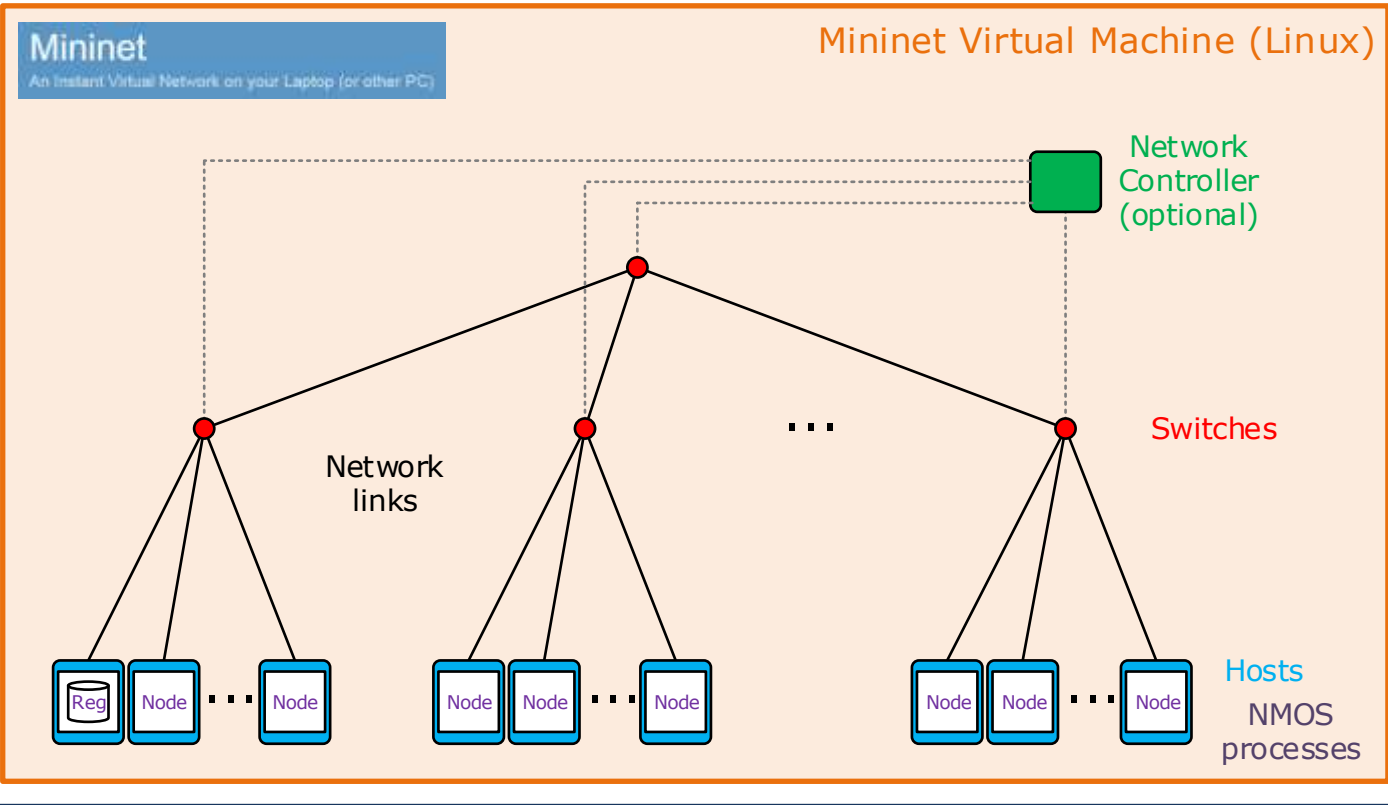 Mininet
An Instant Virtual Network on your Laptop (or other PC)
Mininet Virtual Machine (Linux)
Network
Controller
(optional)
...
Switches
Network
links
Reg Node ... Node Node Node ... Node Node Node ... Node
Hosts
NMOS
processes